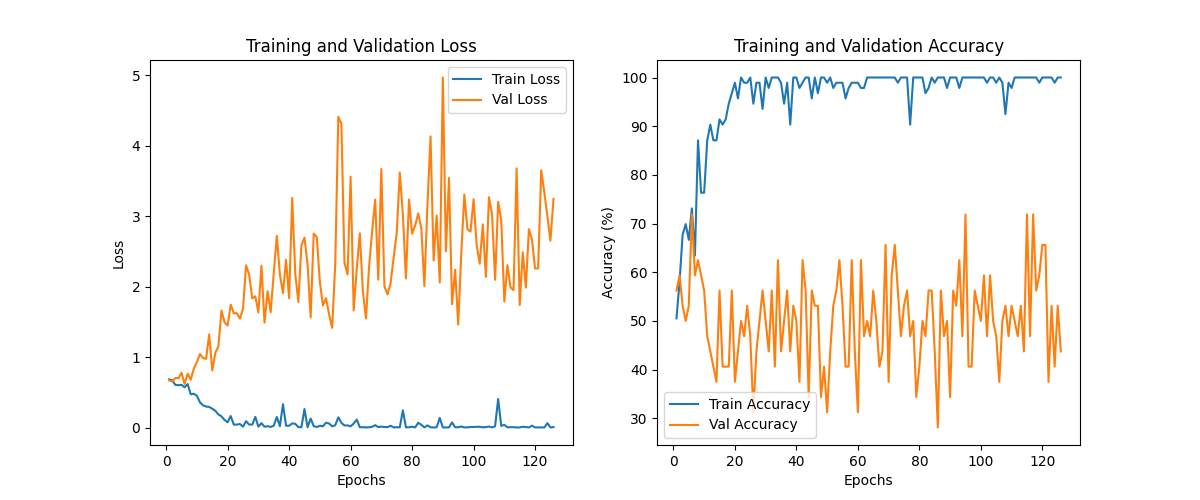 Training and Validation Loss
5
4
3
2
1
0
Loss
0
20
40
60
80
100
120
Epochs
Train Loss
Val Loss
Training and Validation Accuracy
100
90
80
70
60
50
40
30
Accuracy (%)
0
20
40
60
80
100
120
Epochs
Train Accuracy
Val Accuracy